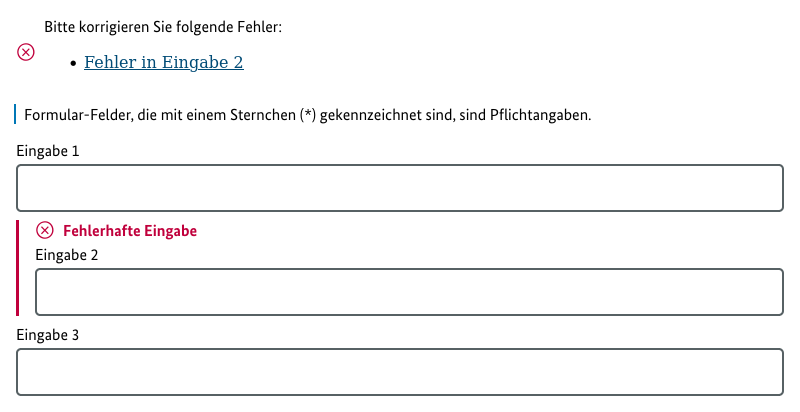 Bitte korrigieren Sie folgende Fehler:
• Fehler in Eingabe 2
Formular-Felder, die mit einem Sternchen (*) gekennzeichnet sind, sind Pflichtangaben.
Eingabe 1
Fehlerhafte Eingabe
Eingabe 2
Eingabe 3